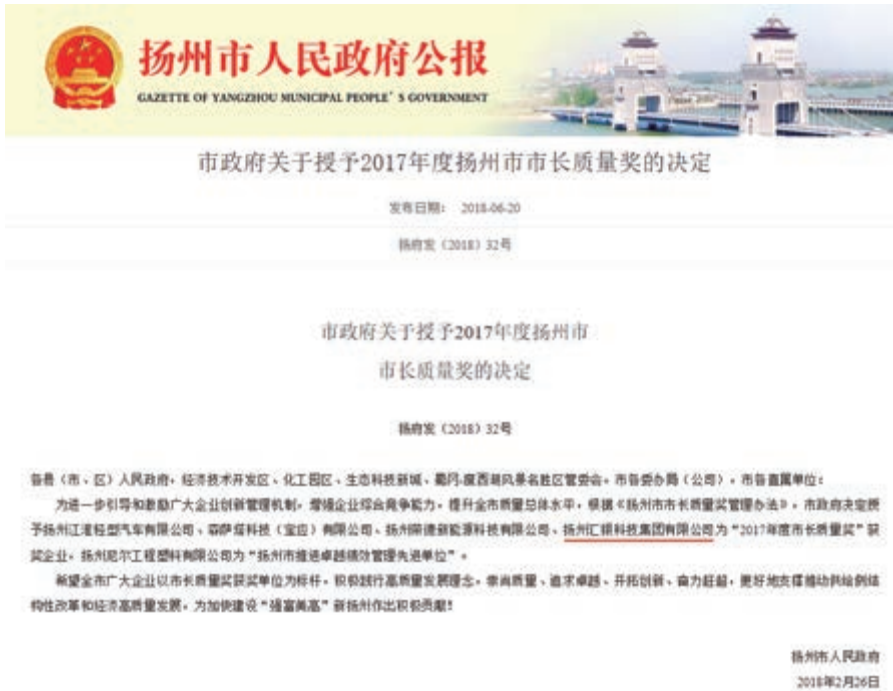 扬州市人民政府公报
GAZETTE OF YANGZHOU MUNICIPAL PEOPLE' S GOVERNMENT
市政府关于授予2017年度扬州市市长质量奖的决定
发布日期: 2018-06-20
扬府发〔2018〕32号
市政府关于授予2017年度扬州市
市长质量奖的决定
扬府发〔2018〕32号
各县（市、区）人民政府，经济技术开发区、化工园区、生态科技新城、蜀冈-瘦西湖风景名胜区管委会，市各委办局（公司），市各直属单位：
为进一步引导和激励广大企业创新管理机制，增强企业综合竞争能力，提升全市质量总体水平，根据《扬州市市长质量奖管理办法》，市政府决定授
予扬州江淮轻型汽车有限公司、森萨塔科技（宝应）有限公司、扬州荣德新能源科技有限公司、扬州汇银科技集团有限公司为“2017年度市长质量奖”获
奖企业，扬州尼尔工程塑料有限公司为“扬州市推进卓越绩效管理先进单位”。
希望全市广大企业以市长质量奖获奖单位为标杆，积极践行高质量发展理念，崇尚质量、追求卓越、开拓创新、奋力赶超，更好地支撑推动供给侧结
构性改革和经济高质量发展，为加快建设“强富美高”新扬州作出积极贡献！
扬州市人民政府
2018年2月26日